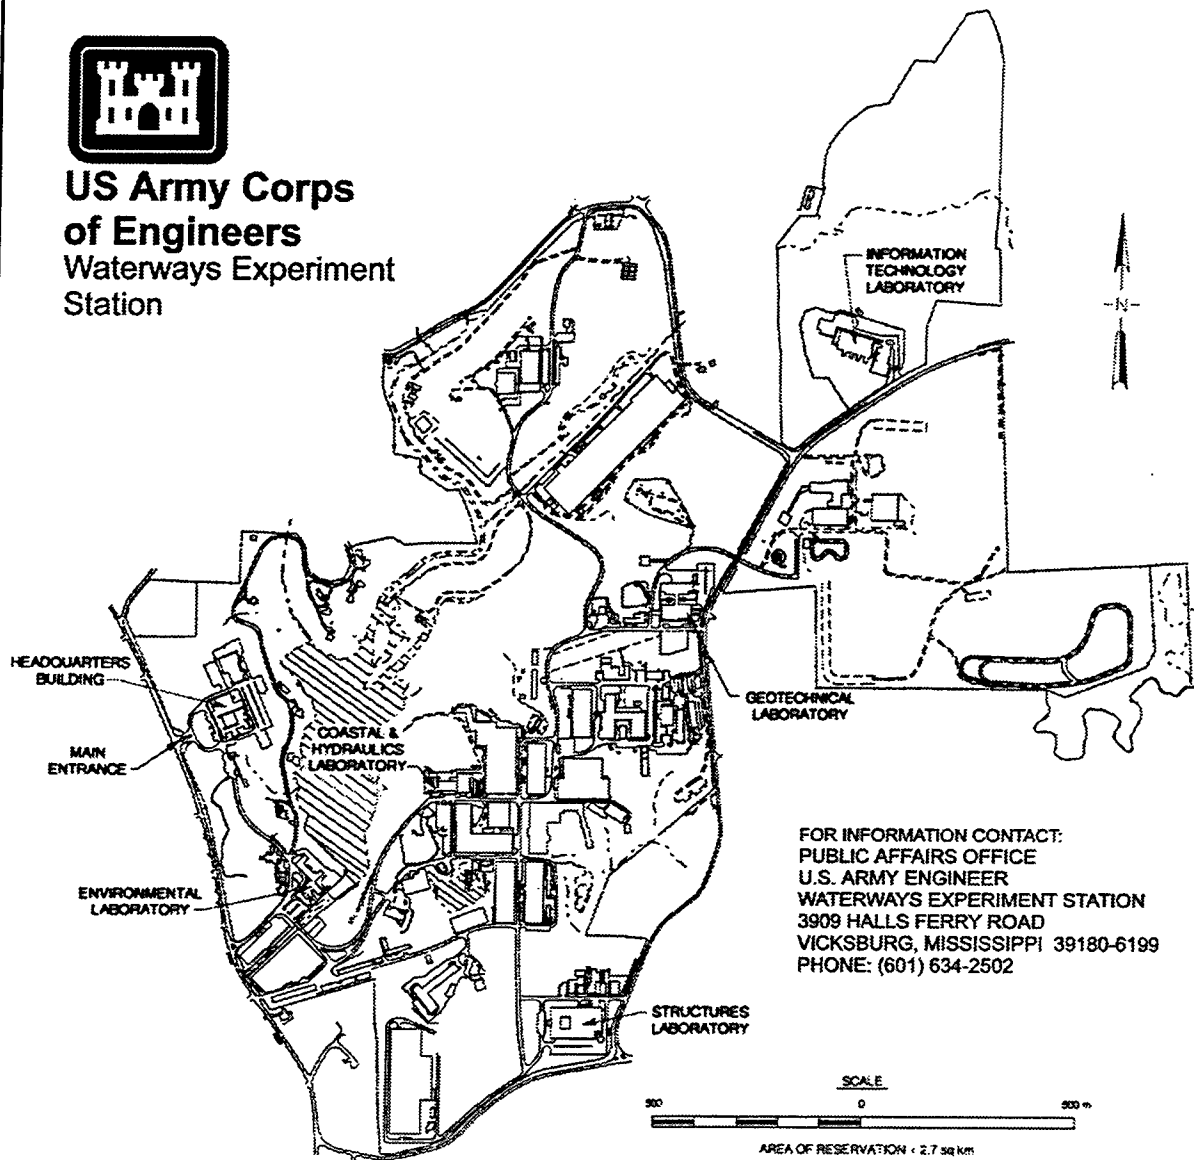 US Army Corps
of Engineers
Waterways Experiment
Station
INFORMATION
TECHNOLOGY
LABORATORY
N
HEADQUARTERS
BUILDING
MAIN
ENTRANCE
COASTAL &
HYDRAULICS
LABORATORY
GEOTECHNICAL
LABORATORY
ENVIRONMENTAL
LABORATORY
STRUCTURES
LABORATORY
FOR INFORMATION CONTACT:
PUBLIC AFFAIRS OFFICE
U.S. ARMY ENGINEER
WATERWAYS EXPERIMENT STATION
3909 HALLS FERRY ROAD
VICKSBURG, MISSISSIPPI 39180-6199
PHONE: (601) 634-2502
SCALE
500 0 500 m
AREA OF RESERVATION - 2.7 sq km